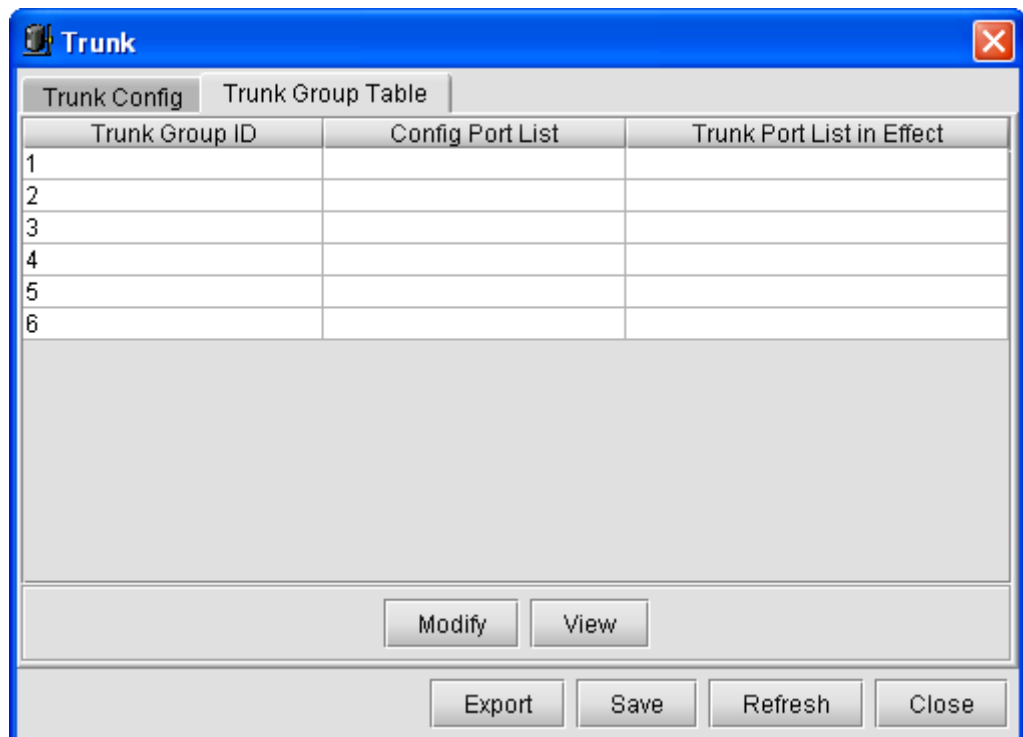 Trunk
Trunk Config Trunk Group Table
Trunk Group ID Config Port List Trunk Port List in Effect
1
2
3
4
5
6
Modify View
Export Save Refresh Close